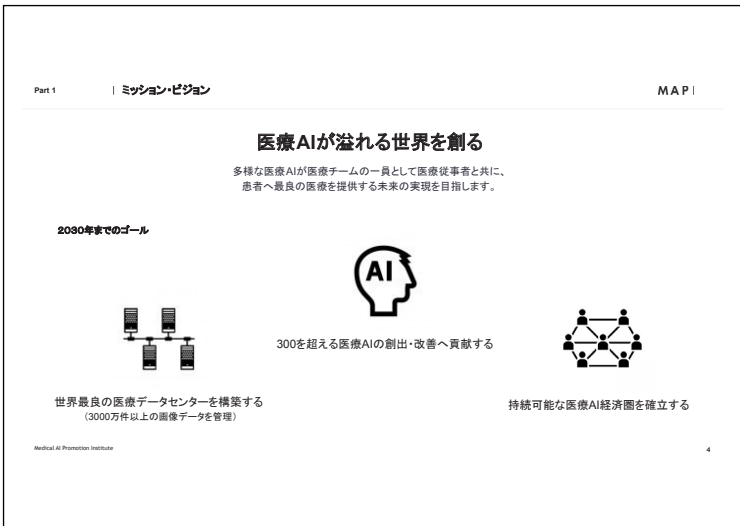 Part 1
| ミッション・ビジョン
MAPI
医療AIが溢れる世界を創る
多様な医療AIが医療チームの一員として医療従事者と共に、
患者へ最良の医療を提供する未来の実現を目指します。
2030年までのゴール
AI
300を超える医療AIの創出・改善へ貢献する
世界最良の医療データセンターを構築する
（3000万件以上の画像データを管理）
持続可能な医療AI経済圏を確立する
Medical AI Promotion Institute
4